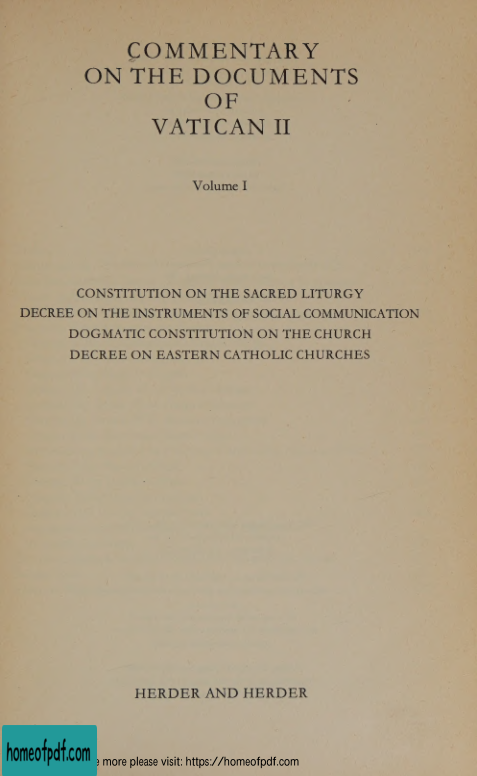 COMMENTARY
ON THE DOCUMENTS
OF
VATICAN II
Volume I
CONSTITUTION ON THE SACRED LITURGY
DECREE ON THE INSTRUMENTS OF SOCIAL COMMUNICATION
DOGMATIC CONSTITUTION ON THE CHURCH
DECREE ON EASTERN CATHOLIC CHURCHES
HERDER AND HERDER
homeofpdf.com
more please visit: https://homeofpdf.com